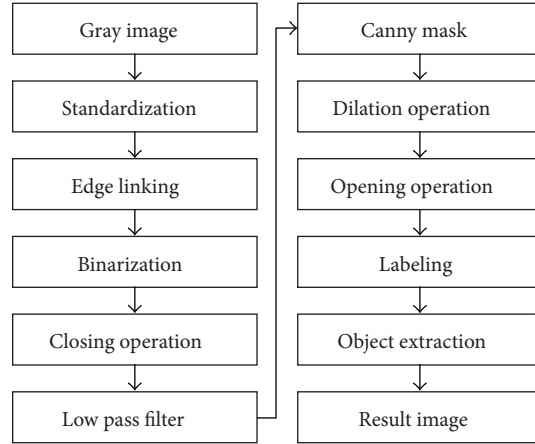 Gray image
Standardization
Edge linking
Binarization
Closing operation
Low pass filter
Canny mask
Dilation operation
Opening operation
Labeling
Object extraction
Result image